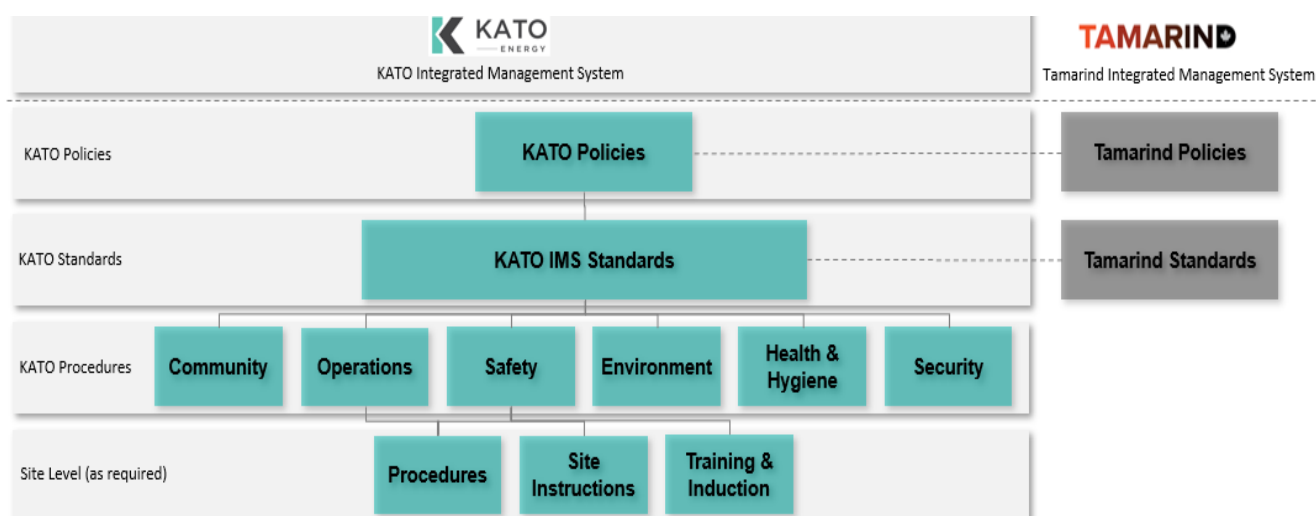 KATO
ENERGY
KATO Integrated Management System
TAMARIND
Tamarind Integrated Management System
KATO Policies
KATO Policies
Tamarind Policies
KATO Standards
KATO IMS Standards
Tamarind Standards
KATO Procedures
Community
Operations
Safety
Environment
Health &
Hygiene
Security
Site Level (as required)
Procedures
Site
Instructions
Training &
Induction